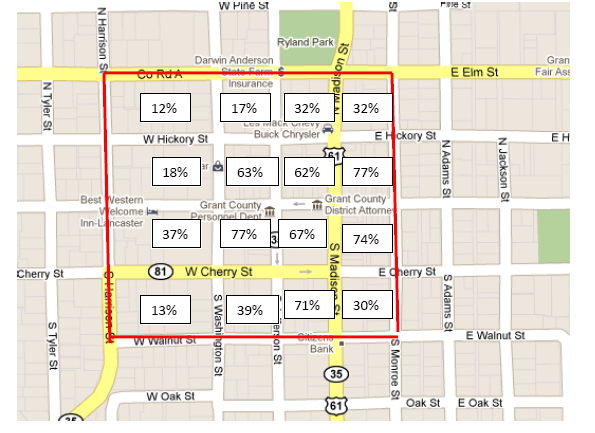 W Pine St
Pine St
N Harrison St
Ryland Park
N Madison St
Darwin Anderson
State Farm
Insurance
Co Rd A
E Elm St
Gran
Fair Ass
N Tyler St
12%
17%
32%
32%
Les Mack Chevy
Buick Chrysler
W Hickory St
E Hickory St
E H
61
N Adams St
N Jackson St
18%
ar
63%
62%
77%
Best Western
Welcome
Inn-Lancaster
Grant County
Personnel Dept
Grant County
District Attorney
37%
77%
3
67%
74%
Cherry St
81
W Cherry St
E Cherry St
S Harrison St
S Washington St
erson St
S Madison St
S Adams St
13%
39%
71%
30%
S Tyler St
W Walnut St
Citizens
Bank
E Walnut St
S Monroe St
35
W Oak St
61
Oak St
E Oak St
35